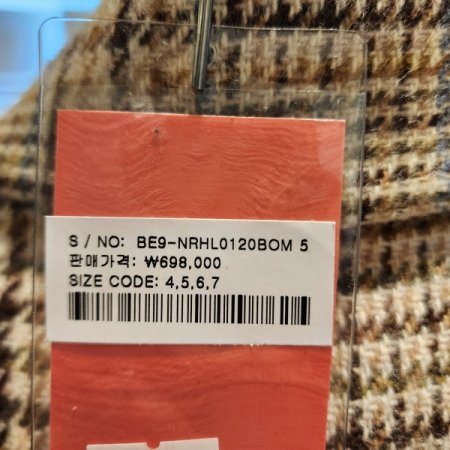 S / NO: BE9-NRHL0120BOM 5
판매가격: ₩698,000
SIZE CODE: 4,5,6,7